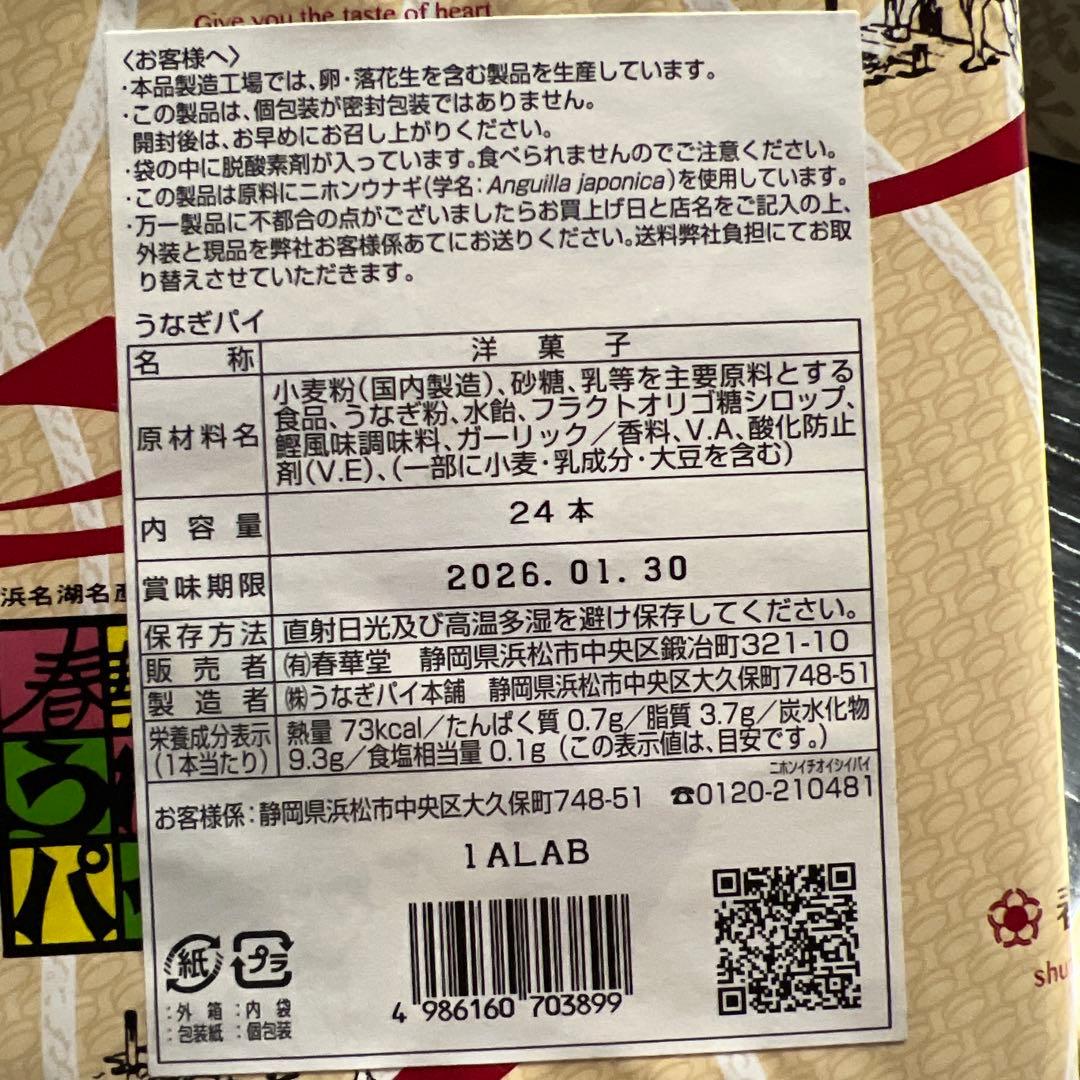 Give you the taste of heart
〈お客様へ〉
・本品製造工場では、卵・落花生を含む製品を生産しています。
・この製品は、個包装が密封包装ではありません。
開封後は、お早めにお召し上がりください。
・袋の中に脱酸素剤が入っています。食べられませんのでご注意ください。
・この製品は原料にニホンウナギ(学名:Anguilla japonica)を使用しています。
・万一製品に不都合の点がございましたらお買上げ日と店名をご記入の上、
外装と現品を弊社お客様係あてにお送りください。送料弊社負担にてお取
り替えさせていただきます。
うなぎパイ
名称 洋菓子
原材料名 小麦粉(国内製造)、砂糖、乳等を主要原料とする
食品、うなぎ粉、水飴、フラクトオリゴ糖シロップ、
鰹風味調味料、ガーリック/香料、V.A、酸化防止
剤(V.E)、(一部に小麦・乳成分・大豆を含む)
内容量 24本
賞味期限 2026.01.30
保存方法 直射日光及び高温多湿を避け保存してください。
販売者 ㈲春華堂 静岡県浜松市中央区鍛冶町321-10
製造者 ㈱うなぎパイ本舗 静岡県浜松市中央区大久保町748-51
栄養成分表示 熱量 73kcal/たんぱく質 0.7g/脂質 3.7g/炭水化物
(1本当たり) 9.3g/食塩相当量 0.1g (この表示値は、目安です。)
ニホンイチオイシイパイ
お客様係:静岡県浜松市中央区大久保町748-51 ☎0120-210481
1ALAB
紙 プラ
:外箱 :内袋
:包装紙 :個包装
4 986160 703899
浜名湖名産
春
う
パ
shu